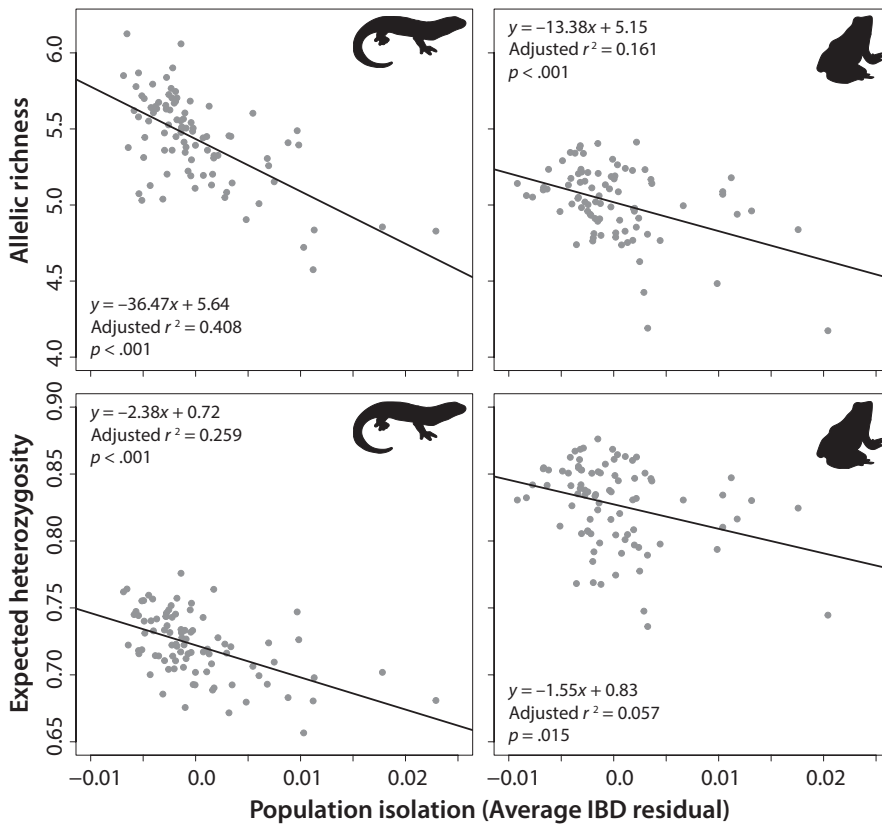 Allelic richness
6.0
5.5
5.0
4.5
4.0
y = –36.47x + 5.64
Adjusted r² = 0.408
p < .001
y = –13.38x + 5.15
Adjusted r² = 0.161
p < .001
Expected heterozygosity
0.90
0.85
0.80
0.75
0.70
0.65
y = –2.38x + 0.72
Adjusted r² = 0.259
p < .001
y = –1.55x + 0.83
Adjusted r² = 0.057
p = .015
–0.01 0.0 0.01 0.02 –0.01 0.0 0.01 0.02
Population isolation (Average IBD residual)